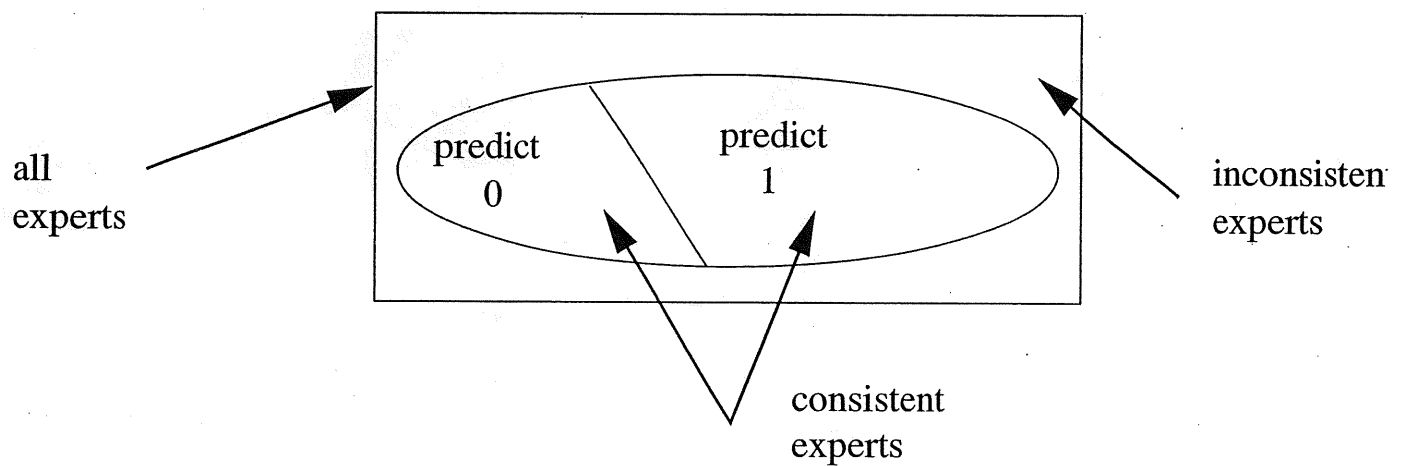 all
experts
predict
0
predict
1
inconsisten
experts
consistent
experts